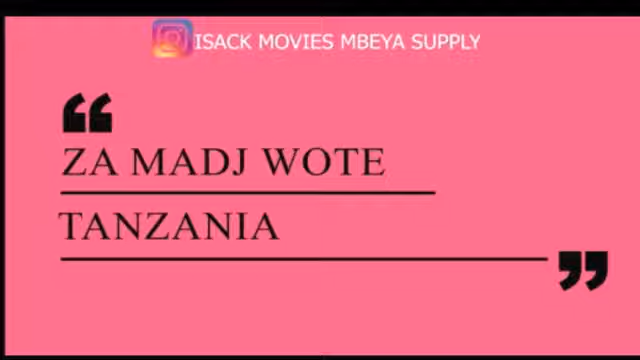 ISACK MOVIES MBEYA SUPPLY
“
ZA MADJ WOTE
TANZANIA
”